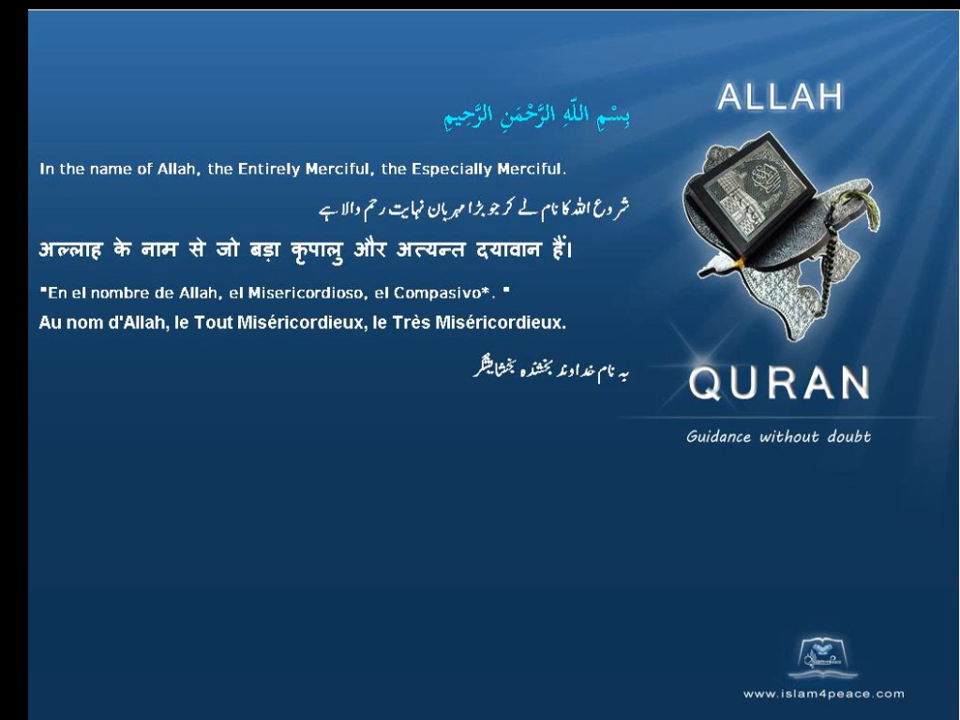 بِسْمِ اللَّهِ الرَّحْمَنِ الرَّحِيمِ
In the name of Allah, the Entirely Merciful, the Especially Merciful.
شروع اللہ کا نام لے کر جو بڑا مہربان نہایت رحم والا ہے
अल्लाह के नाम से जो बड़ा कृपालु और अत्यन्त दयावान हैं।
"En el nombre de Allah, el Misericordioso, el Compasivo*. "
Au nom d'Allah, le Tout Miséricordieux, le Très Miséricordieux.
به نام خداوند بخشنده بخشایشگر
ALLAH
QURAN
Guidance without doubt
www.islam4peace.com